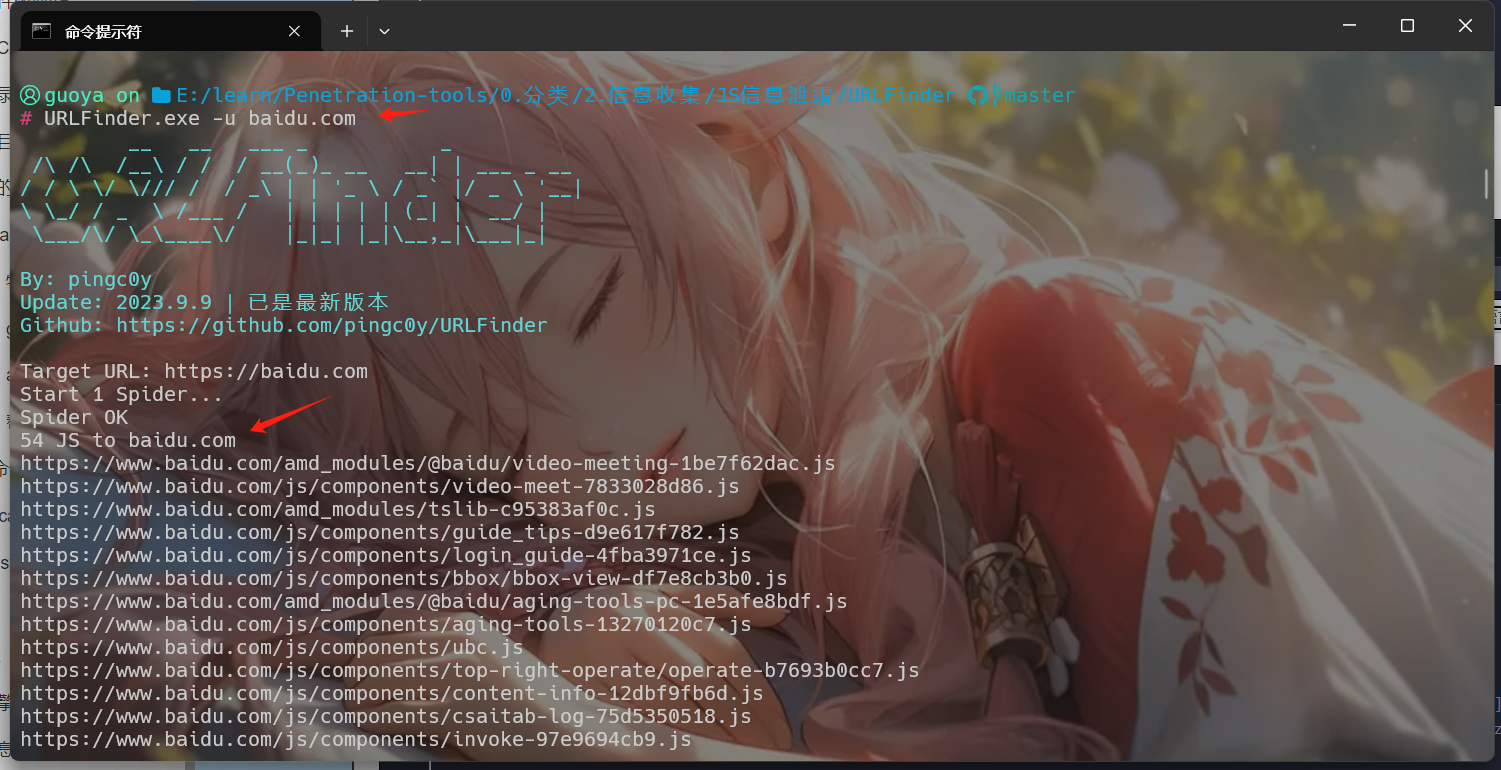 命令提示符
guoya on E:/learn/Penetration-tools/0.分类/2.信息收集/JS信息泄露/URLFinder master
# URLFinder.exe -u baidu.com
By: pingc0y
Update: 2023.9.9 | 已是最新版本
Github: https://github.com/pingc0y/URLFinder
Target URL: https://baidu.com
Start 1 Spider...
Spider OK
54 JS to baidu.com
https://www.baidu.com/amd_modules/@baidu/video-meeting-1be7f62dac.js
https://www.baidu.com/js/components/video-meet-7833028d86.js
https://www.baidu.com/amd_modules/tslib-c95383af0c.js
https://www.baidu.com/js/components/guide_tips-d9e617f782.js
https://www.baidu.com/js/components/login_guide-4fba3971ce.js
https://www.baidu.com/js/components/bbox/bbox-view-df7e8cb3b0.js
https://www.baidu.com/amd_modules/@baidu/aging-tools-pc-1e5afe8bdf.js
https://www.baidu.com/js/components/aging-tools-13270120c7.js
https://www.baidu.com/js/components/ubc.js
https://www.baidu.com/js/components/top-right-operate/operate-b7693b0cc7.js
https://www.baidu.com/js/components/content-info-12dbf9fb6d.js
https://www.baidu.com/js/components/csaitab-log-75d5350518.js
https://www.baidu.com/js/components/invoke-97e9694cb9.js